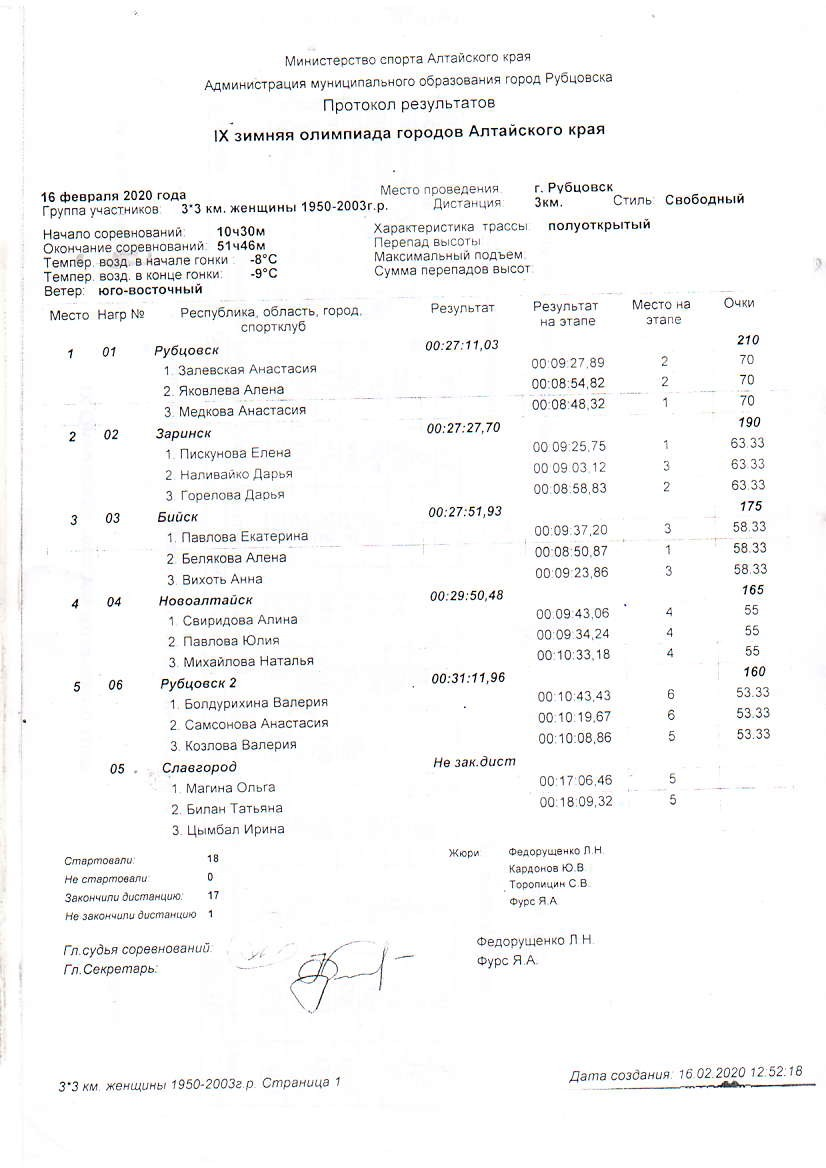 Министерство спорта Алтайского края
Администрация муниципального образования город Рубцовска
Протокол результатов
IX зимняя олимпиада городов Алтайского края
16 февраля 2020 года Место проведения: г. Рубцовск
Группа участников: 3*3 км. женщины 1950-2003г.р. Дистанция: 3км. Стиль: Свободный
Начало соревнований: 10ч30м Характеристика трассы: полуоткрытый
Окончание соревнований: 51ч46м Перепад высоты
Темпер. возд. в начале гонки : -8°C Максимальный подъем:
Темпер. возд. в конце гонки: -9°C Сумма перепадов высот:
Ветер: юго-восточный
Место Нагр № Республика, область, город, спортклуб Результат Результат на этапе Место на этапе Очки
1 01 Рубцовск 00:27:11,03 210
1. Залевская Анастасия 00:09:27,89 2 70
2. Яковлева Алена 00:08:54,82 2 70
3. Медкова Анастасия 00:08:48,32 1 70
2 02 Заринск 00:27:27,70 190
1. Пискунова Елена 00:09:25,75 1 63.33
2. Наливайко Дарья 00:09:03,12 3 63.33
3. Горелова Дарья 00:08:58,83 2 63.33
3 03 Бийск 00:27:51,93 175
1. Павлова Екатерина 00:09:37,20 3 58.33
2. Белякова Алена 00:08:50,87 1 58.33
3. Вихоть Анна 00:09:23,86 3 58.33
4 04 Новоалтайск 00:29:50,48 165
1. Свиридова Алина 00:09:43,06 4 55
2. Павлова Юлия 00:09:34,24 4 55
3. Михайлова Наталья 00:10:33,18 4 55
5 06 Рубцовск 2 00:31:11,96 160
1. Болдурихина Валерия 00:10:43,43 6 53.33
2. Самсонова Анастасия 00:10:19,67 6 53.33
3. Козлова Валерия 00:10:08,86 5 53.33
05 Славгород Не зак.дист
1. Магина Ольга 00:17:06,46 5
2. Билан Татьяна 00:18:09,32 5
3. Цымбал Ирина
Стартовали: 18 Жюри: Федорущенко Л.Н.
Не стартовали: 0 Кардонов Ю.В.
Закончили дистанцию: 17 Торопицин С.В.
Не закончили дистанцию 1 Фурс Я.А.
Гл.судья соревнований: Федорущенко Л.Н.
Гл.Секретарь: Фурс Я.А.
3*3 км. женщины 1950-2003г.р. Страница 1 Дата создания: 16.02.2020 12:52:18